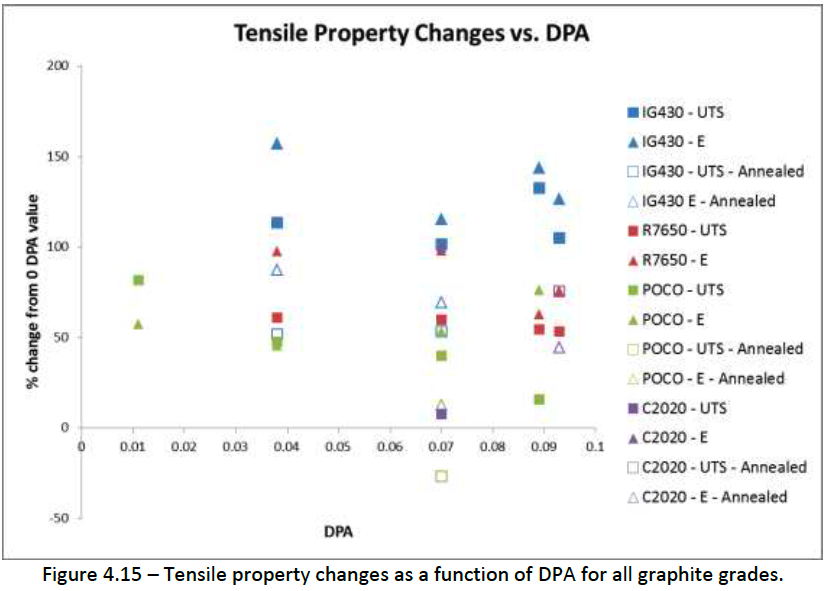 Tensile Property Changes vs. DPA
200
150
100
50
0
-50
% change from 0 DPA value
0 0.01 0.02 0.03 0.04 0.05 0.06 0.07 0.08 0.09 0.1
DPA
IG430 - UTS
IG430 - E
IG430 - UTS - Annealed
IG430 E - Annealed
R7650 - UTS
R7650 - E
POCO - UTS
POCO - E
POCO - UTS - Annealed
POCO - E - Annealed
C2020 - UTS
C2020 - E
C2020 - UTS - Annealed
C2020 - E - Annealed
Figure 4.15 – Tensile property changes as a function of DPA for all graphite grades.